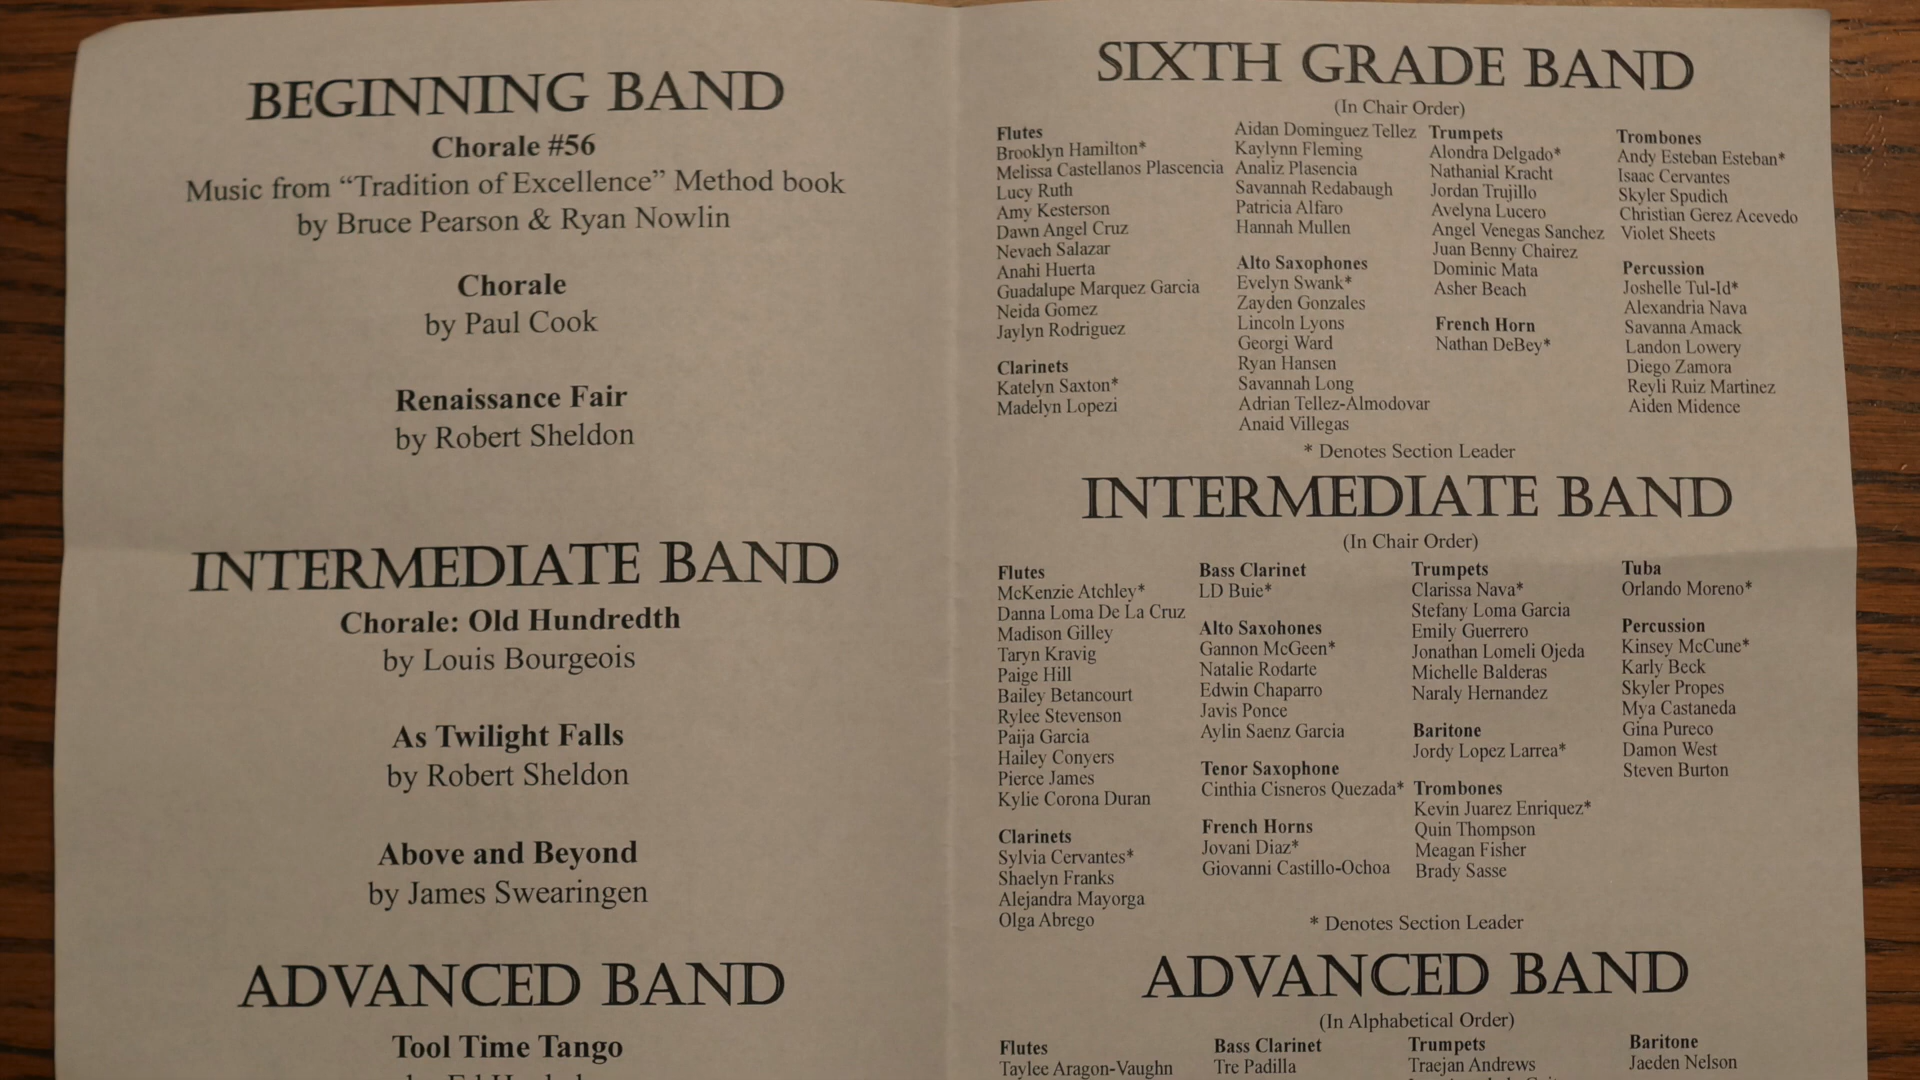 BEGINNING BAND
Chorale #56
Music from “Tradition of Excellence” Method book
by Bruce Pearson & Ryan Nowlin
Chorale
by Paul Cook
Renaissance Fair
by Robert Sheldon
INTERMEDIATE BAND
Chorale: Old Hundredth
by Louis Bourgeois
As Twilight Falls
by Robert Sheldon
Above and Beyond
by James Swearingen
ADVANCED BAND
Tool Time Tango
SIXTH GRADE BAND
(In Chair Order)
Flutes
Brooklyn Hamilton*
Melissa Castellanos Plascencia
Lucy Ruth
Amy Kesterson
Dawn Angel Cruz
Nevaeh Salazar
Anahi Huerta
Guadalupe Marquez Garcia
Neida Gomez
Jaylyn Rodriguez
Clarinets
Katelyn Saxton*
Madelyn Lopezi
Aidan Dominguez Tellez
Kaylynn Fleming
Analiz Plasencia
Savannah Redabaugh
Patricia Alfaro
Hannah Mullen
Alto Saxophones
Evelyn Swank*
Zayden Gonzales
Lincoln Lyons
Georgi Ward
Ryan Hansen
Savannah Long
Adrian Tellez-Almodovar
Anaid Villegas
Trumpets
Alondra Delgado*
Nathanial Kracht
Jordan Trujillo
Avelyna Lucero
Angel Venegas Sanchez
Juan Benny Chairez
Dominic Mata
Asher Beach
French Horn
Nathan DeBey*
Trombones
Andy Esteban Esteban*
Isaac Cervantes
Skyler Spudich
Christian Gerez Acevedo
Violet Sheets
Percussion
Joshelle Tul-Id*
Alexandria Nava
Savanna Amack
Landon Lowery
Diego Zamora
Reyli Ruiz Martinez
Aiden Midence
* Denotes Section Leader
INTERMEDIATE BAND
(In Chair Order)
Flutes
McKenzie Atchley*
Danna Loma De La Cruz
Madison Gilley
Taryn Kravig
Paige Hill
Bailey Betancourt
Rylee Stevenson
Paija Garcia
Hailey Conyers
Pierce James
Kylie Corona Duran
Clarinets
Sylvia Cervantes*
Shaelyn Franks
Alejandra Mayorga
Olga Abrego
Bass Clarinet
LD Buie*
Alto Saxohones
Gannon McGeen*
Natalie Rodarte
Edwin Chaparro
Javis Ponce
Aylin Saenz Garcia
Tenor Saxophone
Cinthia Cisneros Quezada*
French Horns
Jovani Diaz*
Giovanni Castillo-Ochoa
Trumpets
Clarissa Nava*
Stefany Loma Garcia
Emily Guerrero
Jonathan Lomeli Ojeda
Michelle Balderas
Naraly Hernandez
Baritone
Jordy Lopez Larrea*
Trombones
Kevin Juarez Enriquez*
Quin Thompson
Meagan Fisher
Brady Sasse
Tuba
Orlando Moreno*
Percussion
Kinsey McCune*
Karly Beck
Skyler Propes
Mya Castaneda
Gina Pureco
Damon West
Steven Burton
* Denotes Section Leader
ADVANCED BAND
(In Alphabetical Order)
Flutes
Taylee Aragon-Vaughn
Bass Clarinet
Tre Padilla
Trumpets
Traejan Andrews
Baritone
Jaeden Nelson